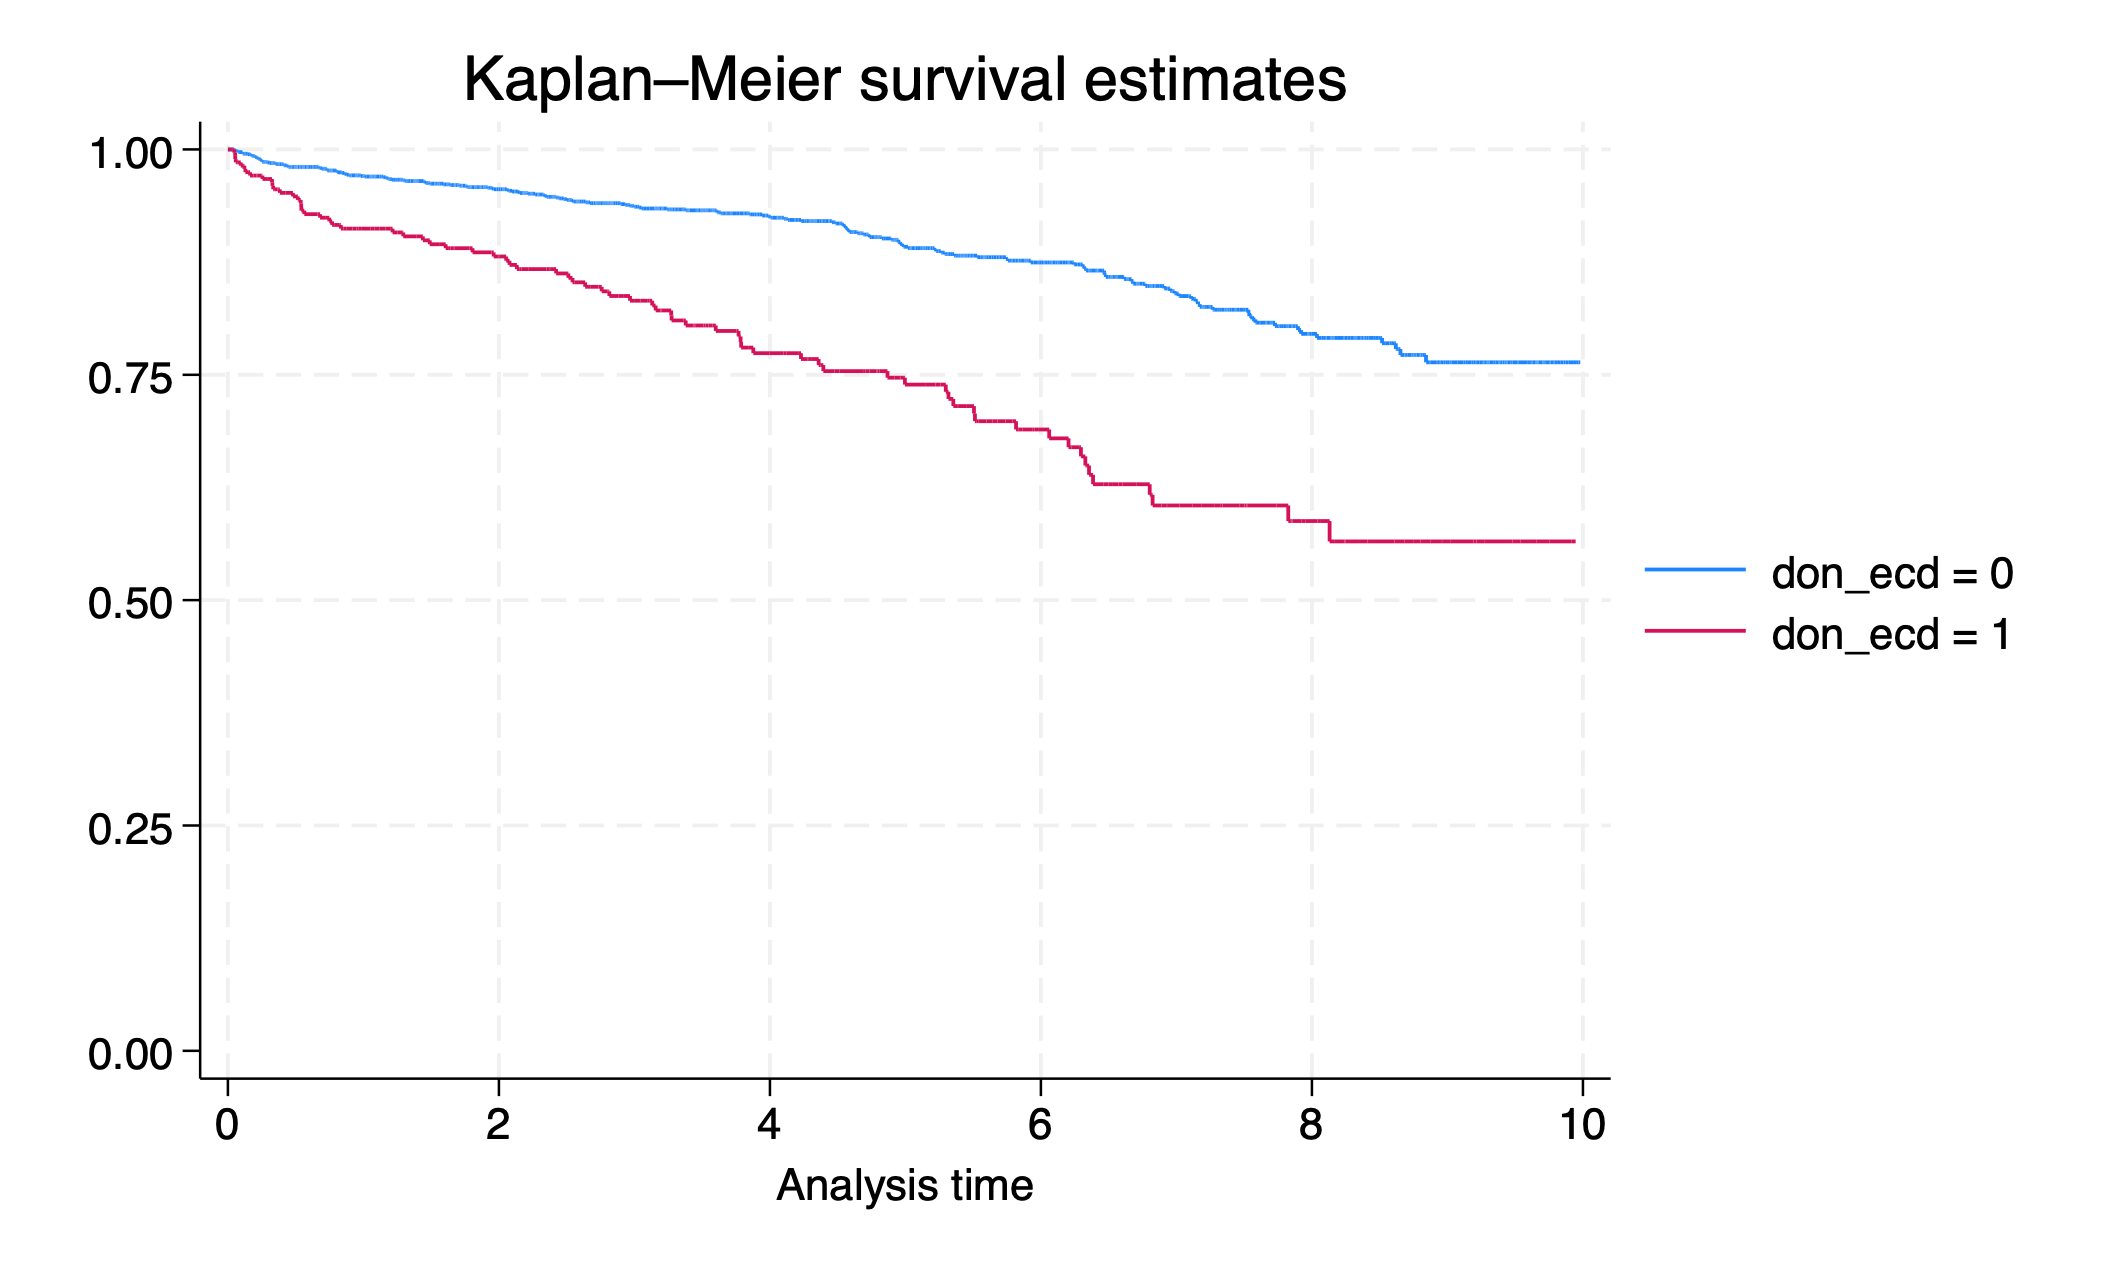 Kaplan–Meier survival estimates
1.00
0.75
0.50
0.25
0.00
0 2 4 6 8 10
Analysis time
don_ecd = 0
don_ecd = 1